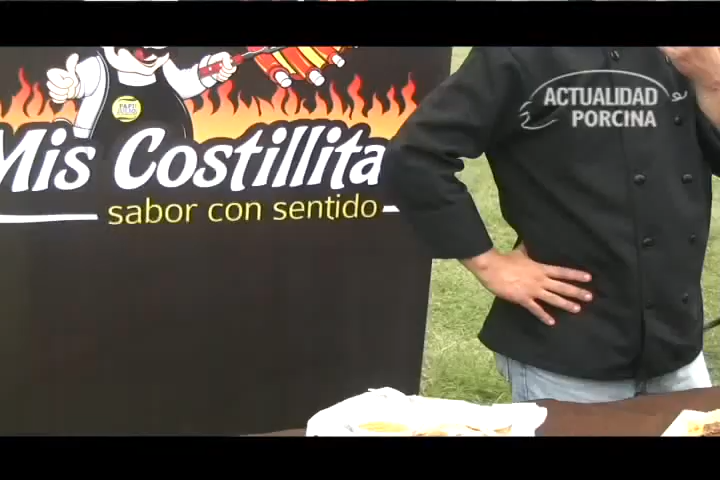 ACTUALIDAD
PORCINA
Mis Costillita
sabor con sentido